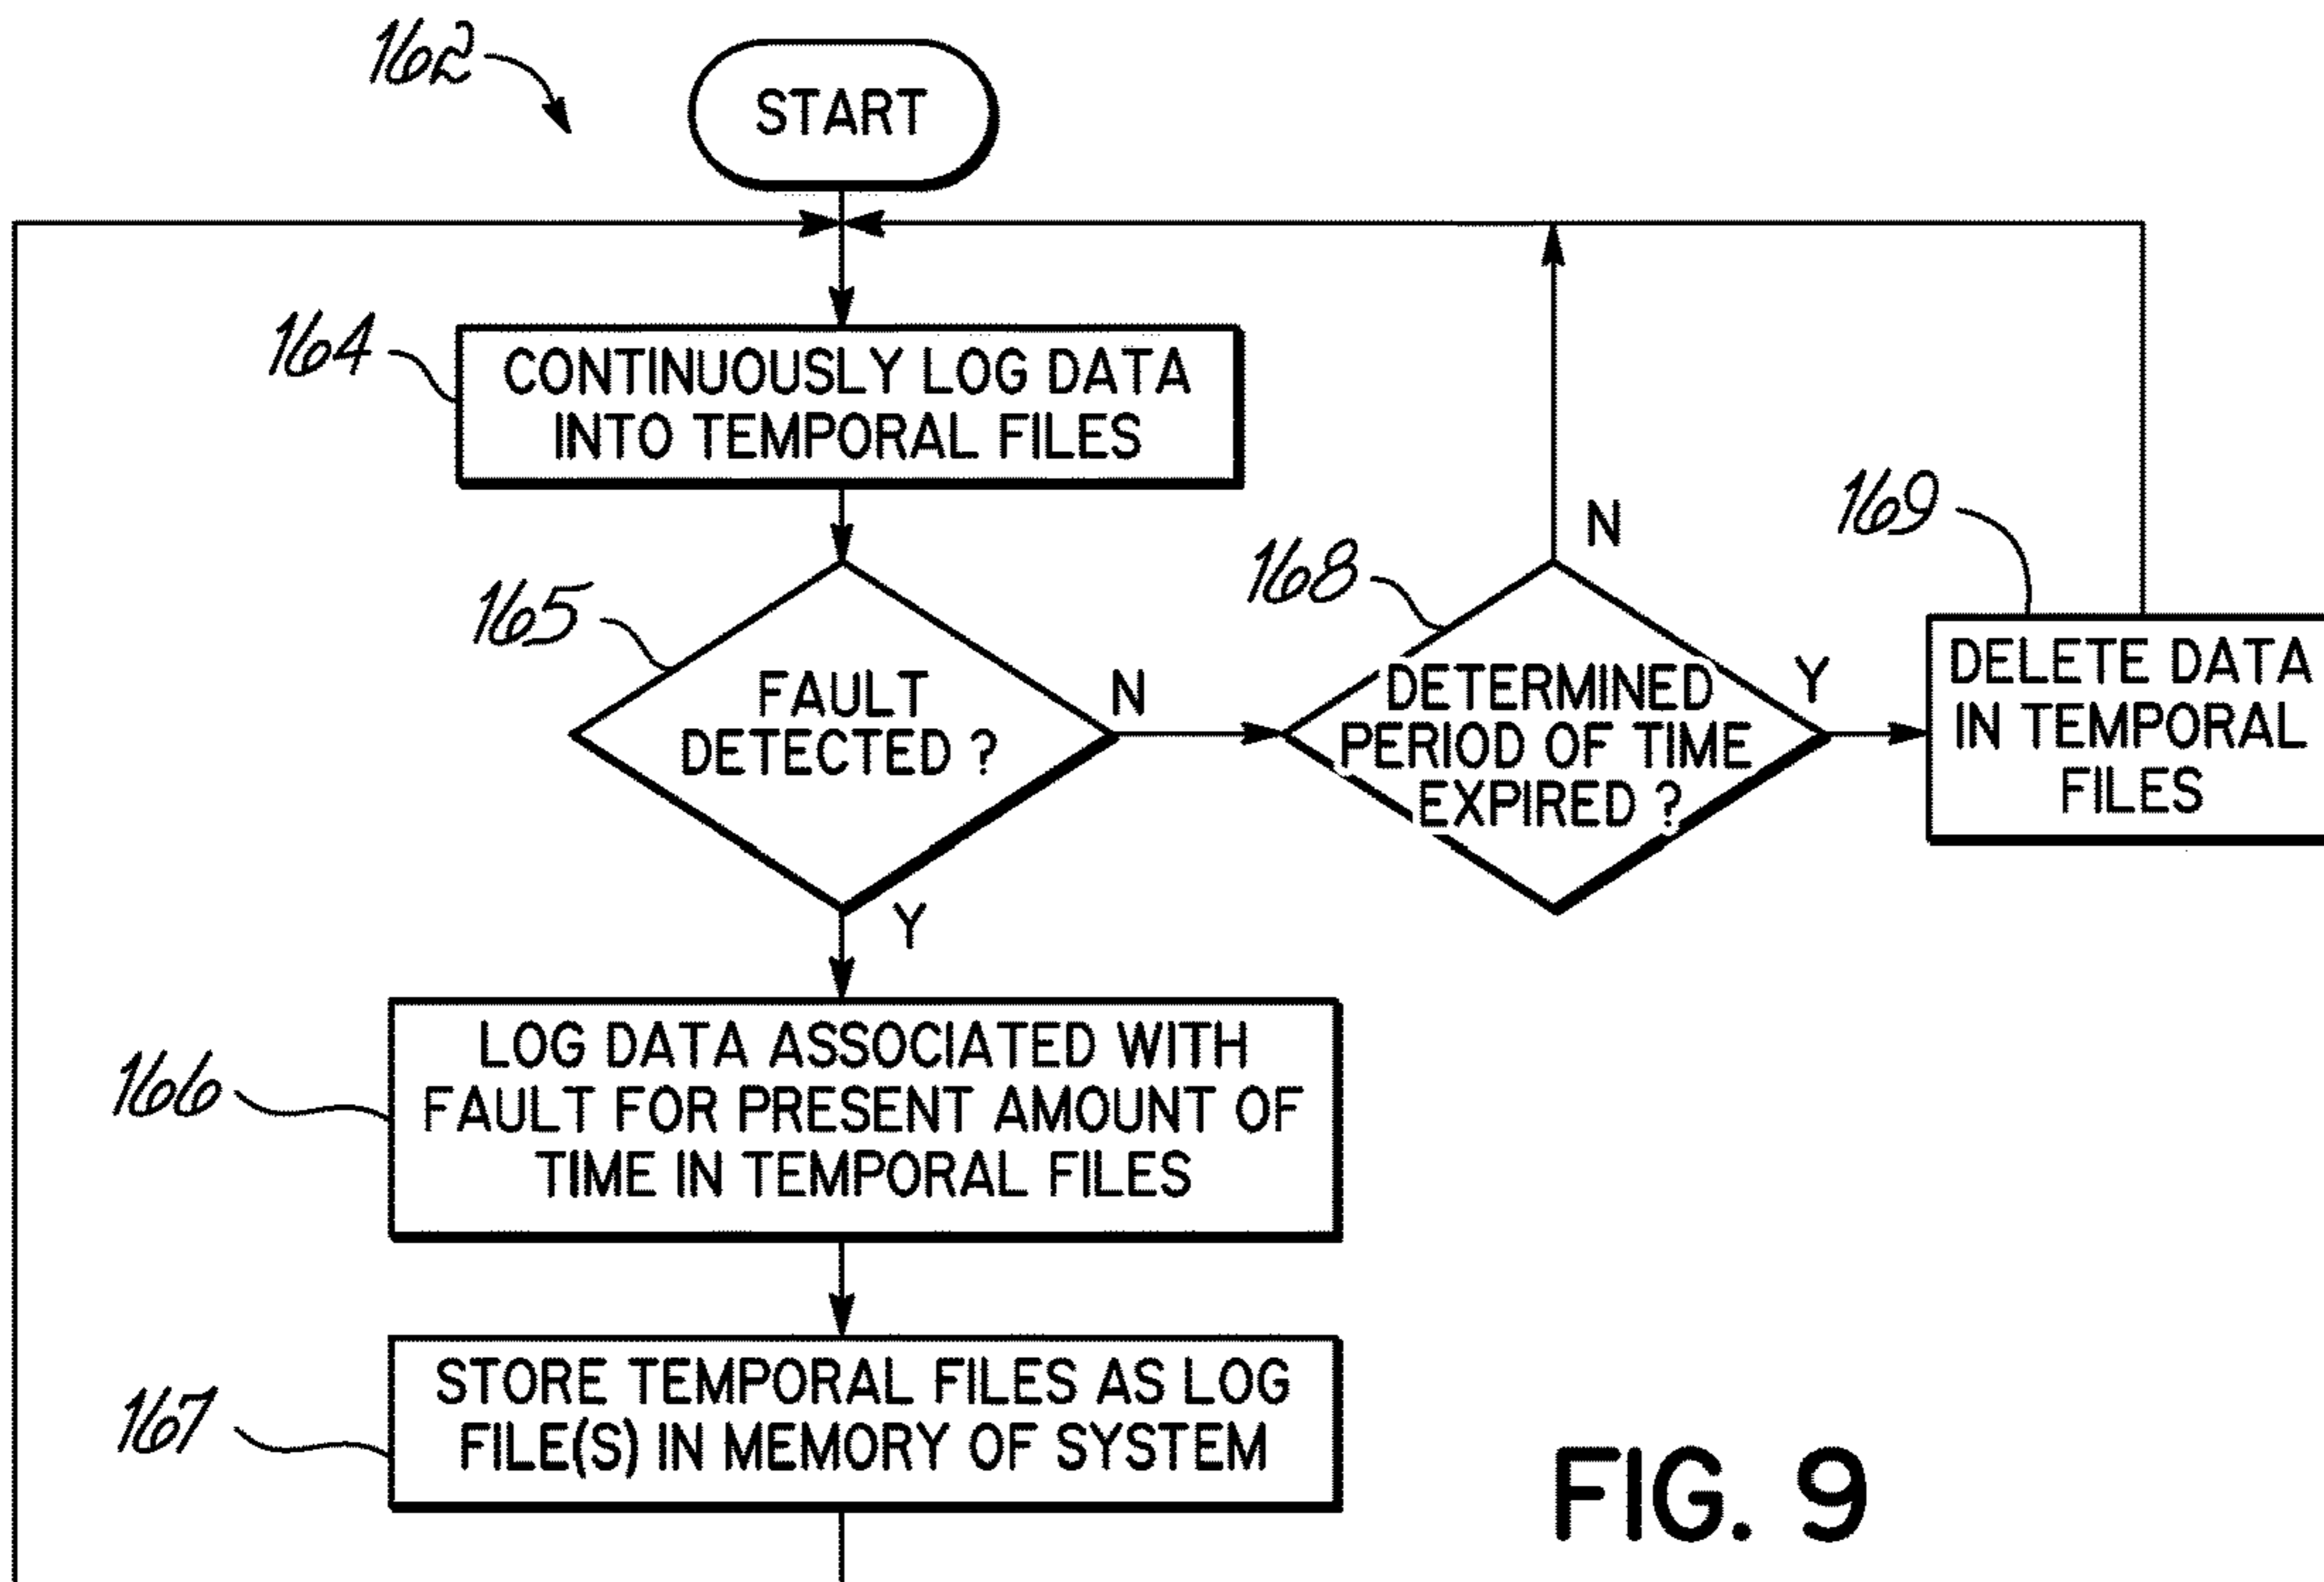 162
START
164
CONTINUOUSLY LOG DATA
INTO TEMPORAL FILES
165
FAULT
DETECTED ?
N
168
DETERMINED
PERIOD OF TIME
EXPIRED ?
N
Y
169
DELETE DATA
IN TEMPORAL
FILES
Y
166
LOG DATA ASSOCIATED WITH
FAULT FOR PRESENT AMOUNT OF
TIME IN TEMPORAL FILES
167
STORE TEMPORAL FILES AS LOG
FILE(S) IN MEMORY OF SYSTEM
FIG. 9